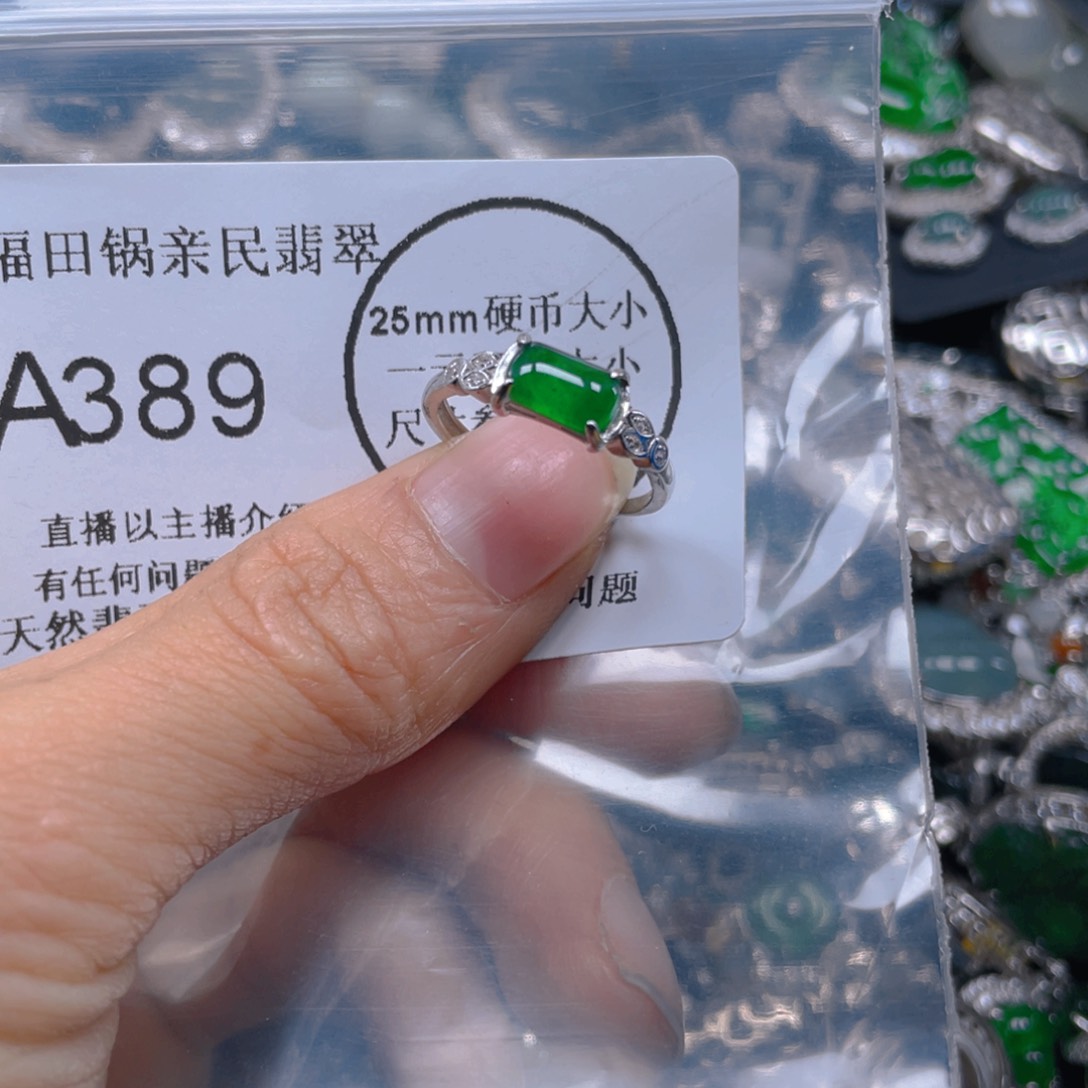 福田锅亲民翡翠
25mm硬币大小
A389
直播以主播介
有任何问
问题
天然翡